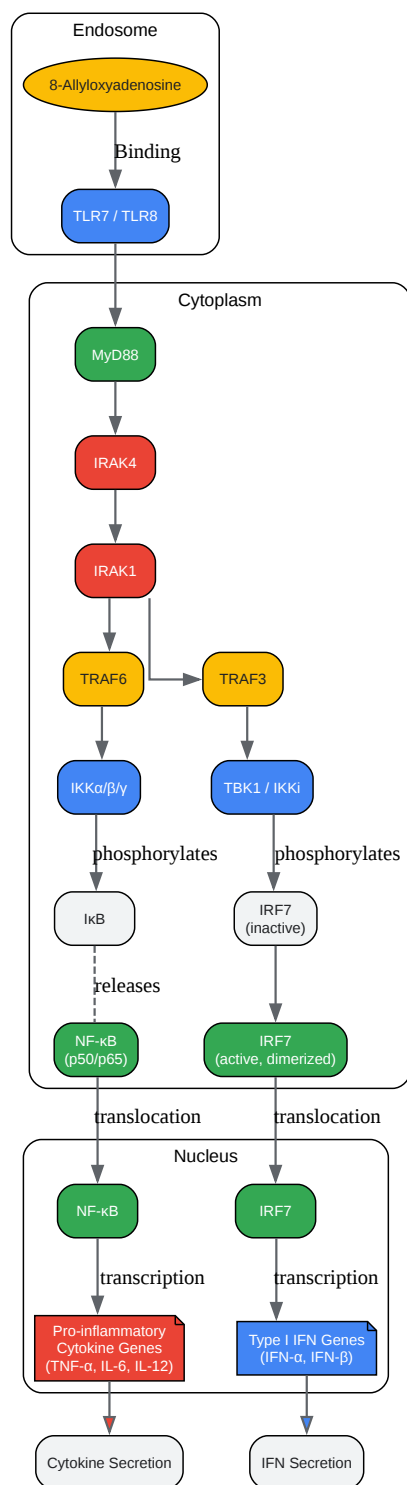 Endosome
8-Allyloxyadenosine
Binding
TLR7 / TLR8
Cytoplasm
MyD88
IRAK4
IRAK1
TRAF6
TRAF3
IKKα/β/γ
TBK1 / IKKi
phosphorylates
phosphorylates
IκB
IRF7
(inactive)
releases
NF-κB
(p50/p65)
IRF7
(active, dimerized)
translocation
translocation
Nucleus
NF-κB
IRF7
transcription
transcription
Pro-inflammatory
Cytokine Genes
(TNF-α, IL-6, IL-12)
Type I IFN Genes
(IFN-α, IFN-β)
Cytokine Secretion
IFN Secretion